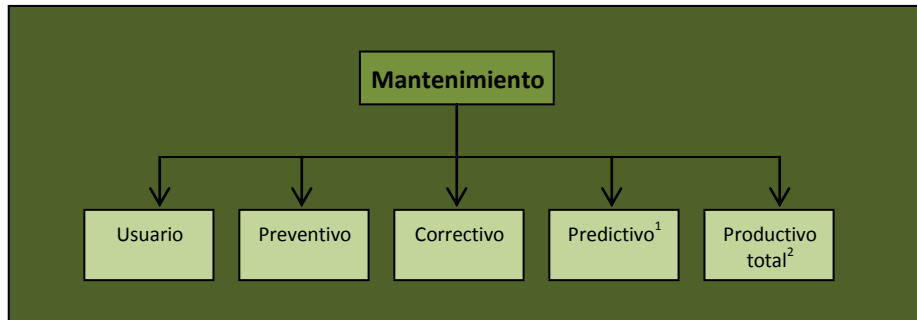 Mantenimiento
Usuario
Preventivo
Correctivo
Predictivo¹
Productivo
total²